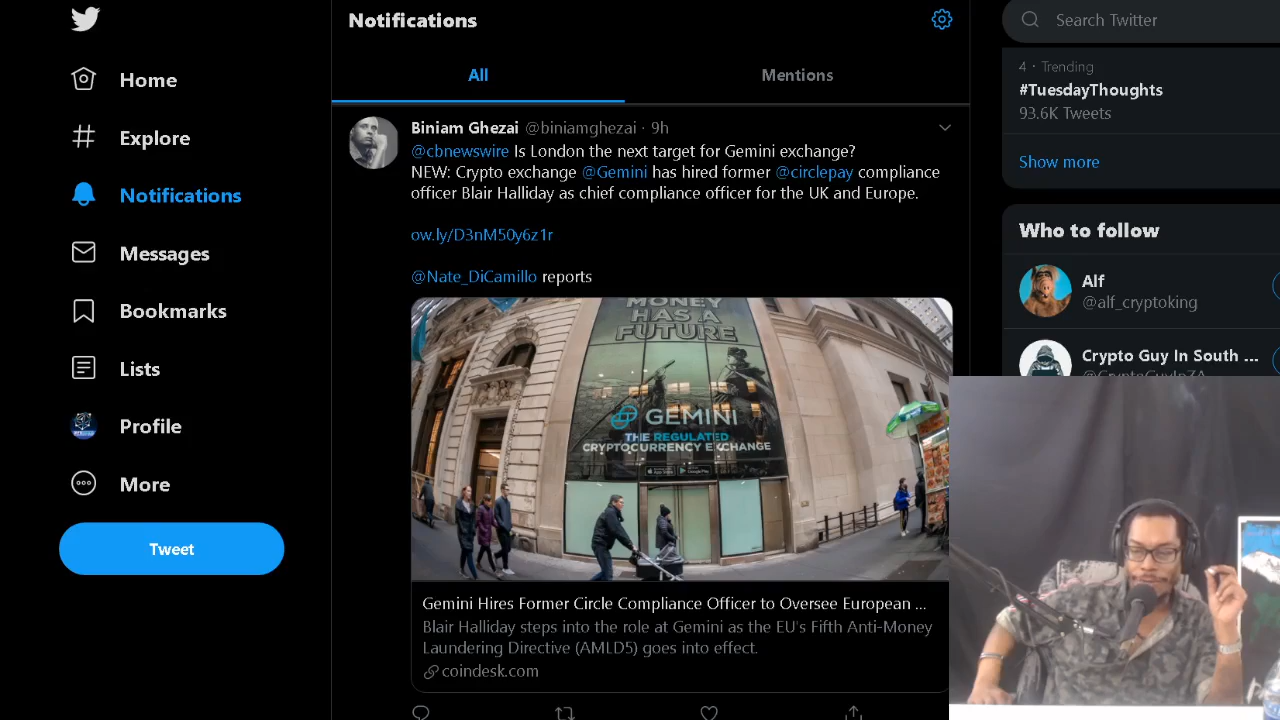 Home
Explore
Notifications
Messages
Bookmarks
Lists
Profile
More
Tweet
Notifications
All
Mentions
Biniam Ghezai @biniamghezai · 9h
@cbnewswire Is London the next target for Gemini exchange?
NEW: Crypto exchange @Gemini has hired former @circlepay compliance
officer Blair Halliday as chief compliance officer for the UK and Europe.
ow.ly/D3nM50y6z1r
@Nate_DiCamillo reports
MONEY
HAS A
FUTURE
GEMINI
THE REGULATED
CRYPTOCURRENCY EXCHANGE
Gemini Hires Former Circle Compliance Officer to Oversee European ...
Blair Halliday steps into the role at Gemini as the EU's Fifth Anti-Money
Laundering Directive (AMLD5) goes into effect.
coindesk.com
Search Twitter
4 · Trending
#TuesdayThoughts
93.6K Tweets
Show more
Who to follow
Alf
@alf_cryptoking
Crypto Guy In South ...
@CryptoGuyInZA